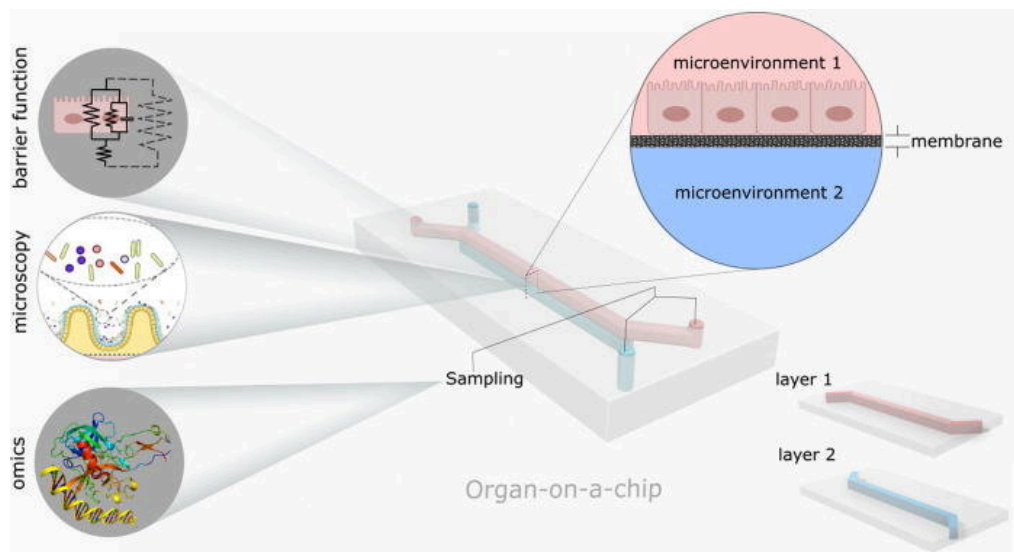 barrier function
microscopy
omics
microenvironment 1
membrane
microenvironment 2
Sampling
layer 1
layer 2
Organ-on-a-chip